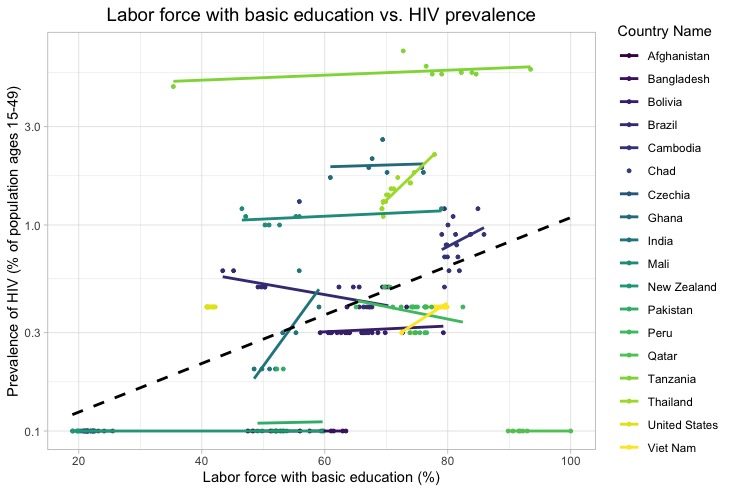 Labor force with basic education vs. HIV prevalence
Prevalence of HIV (% of population ages 15-49)
3.0
1.0
0.3
0.1
20 40 60 80 100
Labor force with basic education (%)
Country Name
Afghanistan
Bangladesh
Bolivia
Brazil
Cambodia
Chad
Czechia
Ghana
India
Mali
New Zealand
Pakistan
Peru
Qatar
Tanzania
Thailand
United States
Viet Nam